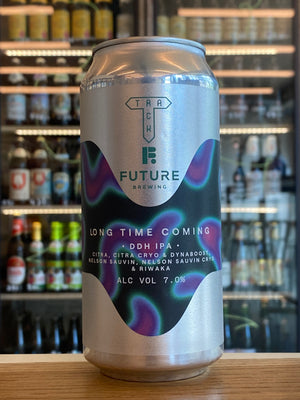 TRACK
FUTURE
BREWING
LONG TIME COMING
• DDH IPA •
CITRA, CITRA CRYO & DYNABOOST,
NELSON SAUVIN, NELSON SAUVIN CRYO
& RIWAKA
ALC VOL 7.0%